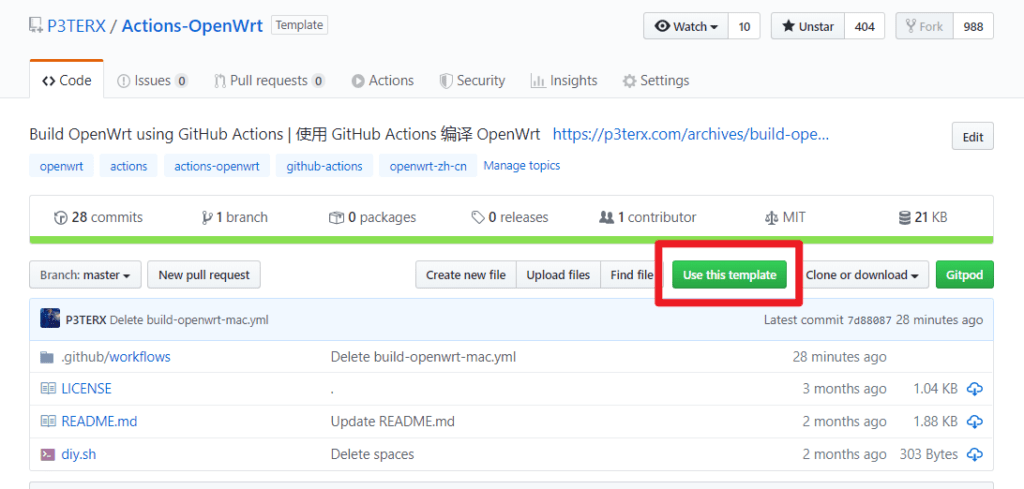 P3TERX / Actions-OpenWrt Template Watch 10 Unstar 404 Fork 988
Code Issues 0 Pull requests 0 Actions Security Insights Settings
Build OpenWrt using GitHub Actions | 使用 GitHub Actions 编译 OpenWrt https://p3terx.com/archives/build-ope... Edit
openwrt actions actions-openwrt github-actions openwrt-zh-cn Manage topics
28 commits 1 branch 0 packages 0 releases 1 contributor MIT 21 KB
Branch: master New pull request Create new file Upload files Find file Use this template Clone or download Gitpod
P3TERX Delete build-openwrt-mac.yml Latest commit 7d88087 28 minutes ago
.github/workflows Delete build-openwrt-mac.yml 28 minutes ago
LICENSE . 3 months ago 1.04 KB
README.md Update README.md 2 months ago 1.88 KB
diy.sh Delete spaces 2 months ago 303 Bytes